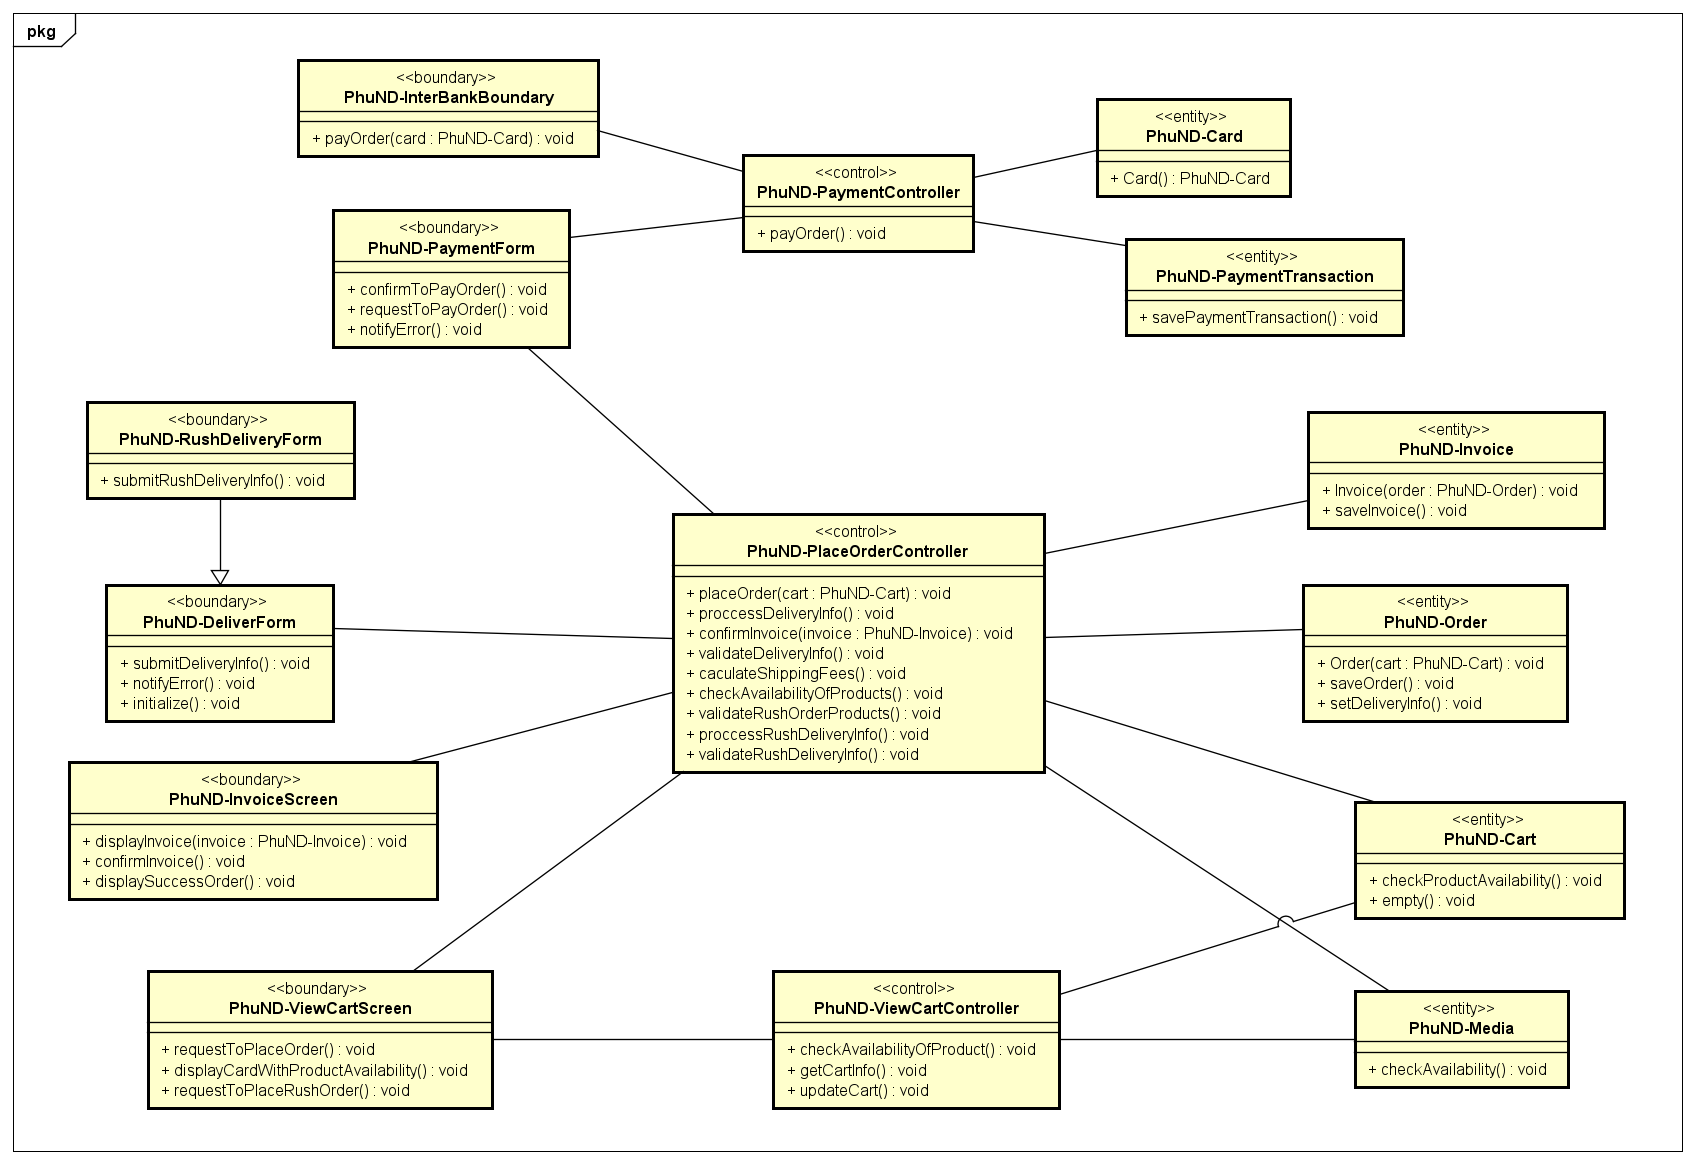 pkg
<<boundary>>
PhuND-InterBankBoundary
+ payOrder(card : PhuND-Card) : void
<<entity>>
PhuND-Card
+ Card() : PhuND-Card
<<control>>
PhuND-PaymentController
+ payOrder() : void
<<boundary>>
PhuND-PaymentForm
+ confirmToPayOrder() : void
+ requestToPayOrder() : void
+ notifyError() : void
<<entity>>
PhuND-PaymentTransaction
+ savePaymentTransaction() : void
<<boundary>>
PhuND-RushDeliveryForm
+ submitRushDeliveryInfo() : void
<<entity>>
PhuND-Invoice
+ Invoice(order : PhuND-Order) : void
+ saveInvoice() : void
<<control>>
PhuND-PlaceOrderController
+ placeOrder(cart : PhuND-Cart) : void
+ proccessDeliveryInfo() : void
+ confirmInvoice(invoice : PhuND-Invoice) : void
+ validateDeliveryInfo() : void
+ caculateShippingFees() : void
+ checkAvailabilityOfProducts() : void
+ validateRushOrderProducts() : void
+ proccessRushDeliveryInfo() : void
+ validateRushDeliveryInfo() : void
<<boundary>>
PhuND-DeliverForm
+ submitDeliveryInfo() : void
+ notifyError() : void
+ initialize() : void
<<entity>>
PhuND-Order
+ Order(cart : PhuND-Cart) : void
+ saveOrder() : void
+ setDeliveryInfo() : void
<<boundary>>
PhuND-InvoiceScreen
+ displayInvoice(invoice : PhuND-Invoice) : void
+ confirmInvoice() : void
+ displaySuccessOrder() : void
<<entity>>
PhuND-Cart
+ checkProductAvailability() : void
+ empty() : void
<<boundary>>
PhuND-ViewCartScreen
+ requestToPlaceOrder() : void
+ displayCardWithProductAvailability() : void
+ requestToPlaceRushOrder() : void
<<control>>
PhuND-ViewCartController
+ checkAvailabilityOfProduct() : void
+ getCartInfo() : void
+ updateCart() : void
<<entity>>
PhuND-Media
+ checkAvailability() : void